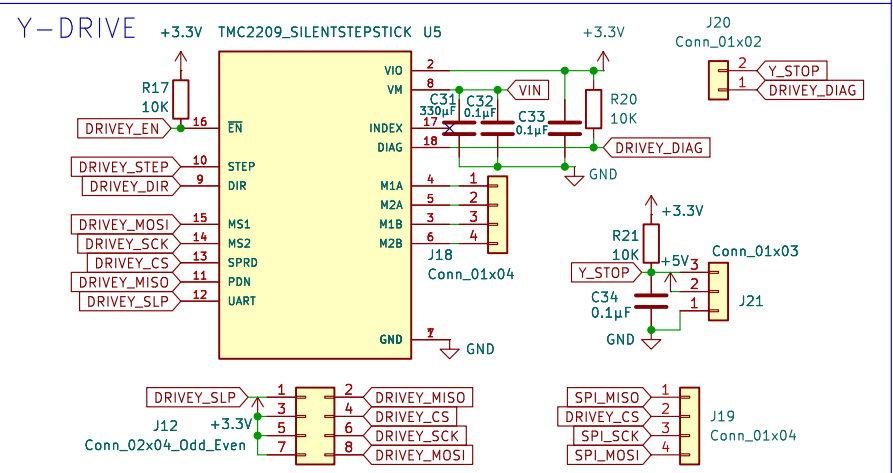 Y-DRIVE
+3.3V
TMC2209_SILENTSTEPSTICK U5
R17
10K
DRIVEY_EN
16
EN
DRIVEY_STEP
10
STEP
DRIVEY_DIR
9
DIR
DRIVEY_MOSI
15
MS1
DRIVEY_SCK
14
MS2
DRIVEY_CS
13
SPRD
DRIVEY_MISO
11
PDN
DRIVEY_SLP
12
UART
VIO
2
VM
8
VIN
INDEX
17
DIAG
18
M1A
4
1
M2A
5
2
M1B
3
3
M2B
6
4
GND
GND
C31
330µF
C32
0.1µF
C33
0.1µF
+3.3V
R20
10K
DRIVEY_DIAG
GND
J18
Conn_01x04
J20
Conn_01x02
2
Y_STOP
1
DRIVEY_DIAG
+3.3V
R21
10K
Y_STOP
+5V
Conn_01x03
3
2
1
J21
C34
0.1µF
GND
DRIVEY_SLP
1
2
DRIVEY_MISO
+3.3V
3
4
DRIVEY_CS
5
6
DRIVEY_SCK
7
8
DRIVEY_MOSI
J12
Conn_02x04_Odd_Even
SPI_MISO
1
DRIVEY_CS
2
SPI_SCK
3
SPI_MOSI
4
J19
Conn_01x04